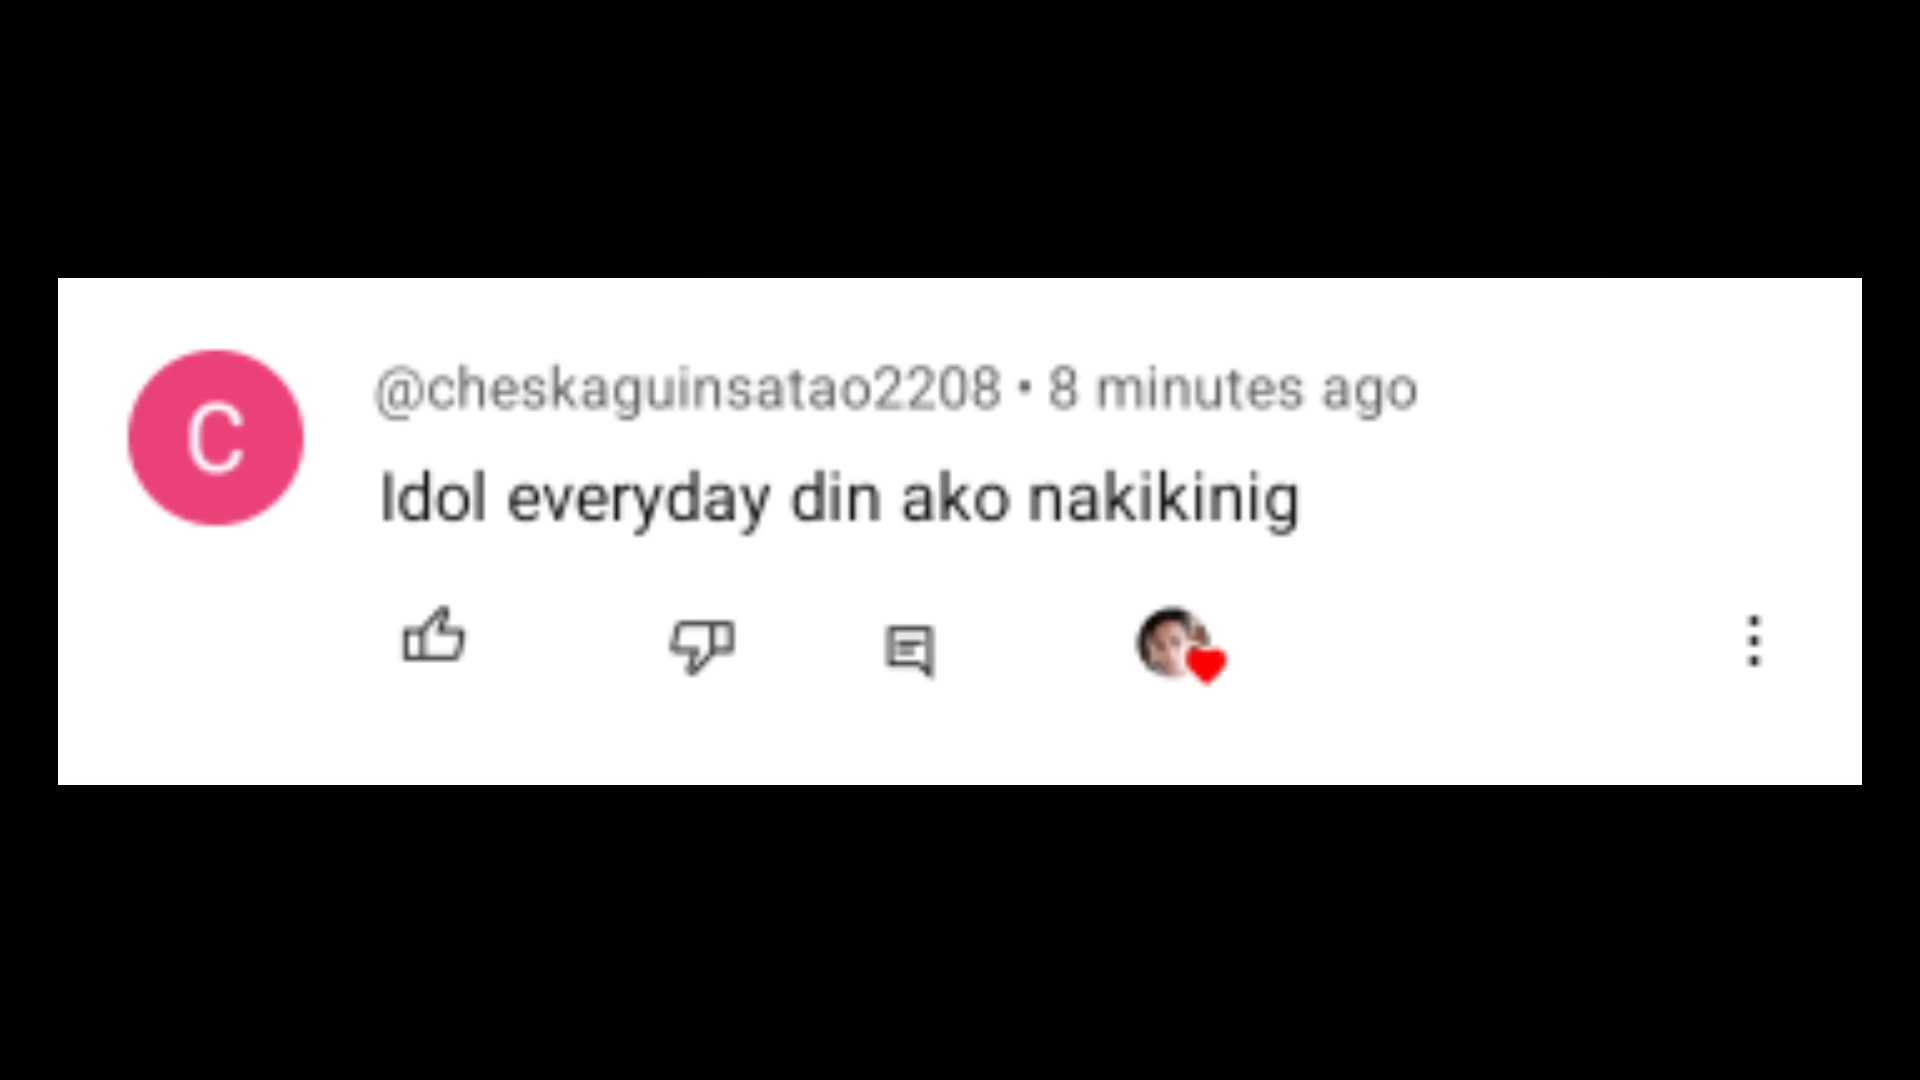 C
@cheskaguinsatao2208 • 8 minutes ago
Idol everyday din ako nakikinig